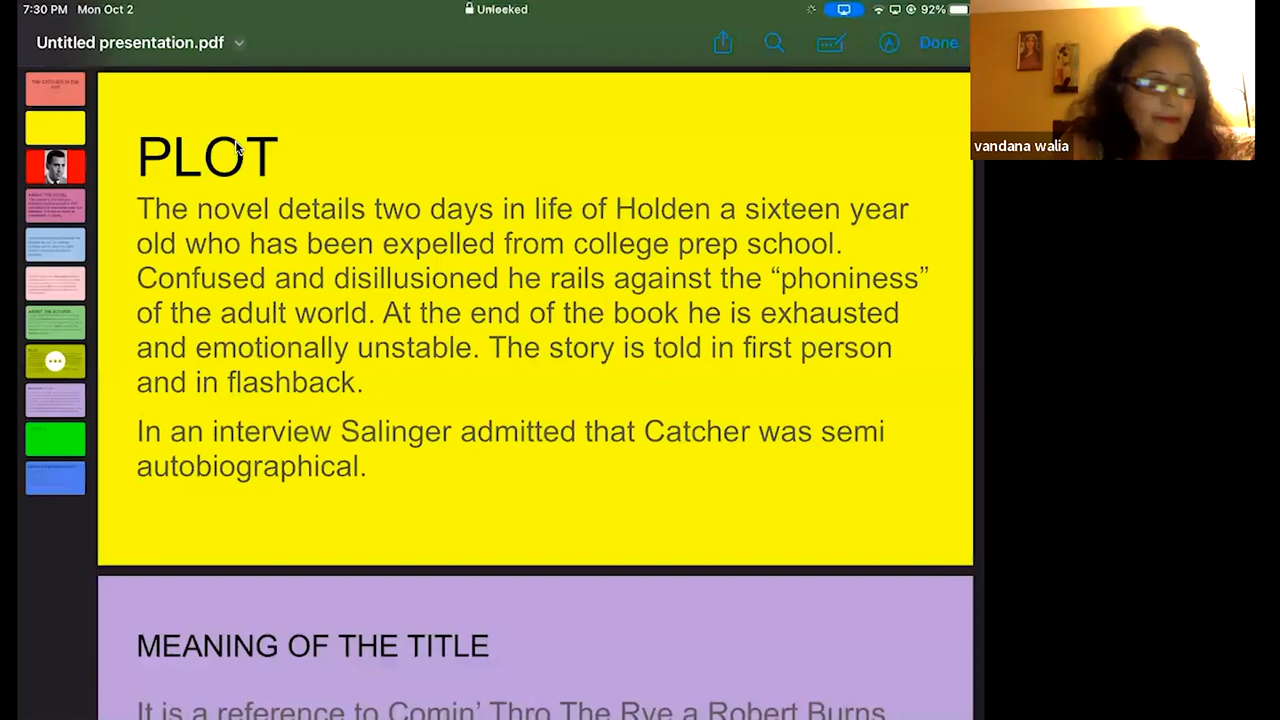 7:30 PM Mon Oct 2
Unlocked
92%
Untitled presentation.pdf
Done
vandana walia
PLOT
The novel details two days in life of Holden a sixteen year
old who has been expelled from college prep school.
Confused and disillusioned he rails against the “phoniness”
of the adult world. At the end of the book he is exhausted
and emotionally unstable. The story is told in first person
and in flashback.
In an interview Salinger admitted that Catcher was semi
autobiographical.
MEANING OF THE TITLE
It is a reference to Comin’ Thro The Rye a Robert Burns